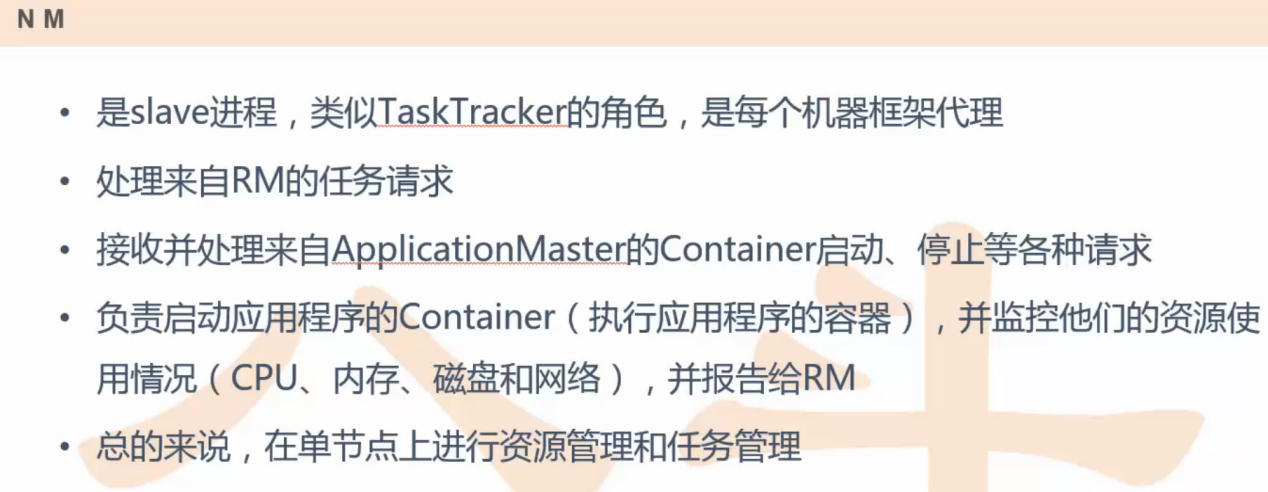 NM
• 是slave进程，类似TaskTracker的角色，是每个机器框架代理
• 处理来自RM的任务请求
• 接收并处理来自ApplicationMaster的Container启动、停止等各种请求
• 负责启动应用程序的Container（执行应用程序的容器），并监控他们的资源使
用情况（CPU、内存、磁盘和网络），并报告给RM
• 总的来说，在单节点上进行资源管理和任务管理
八斗